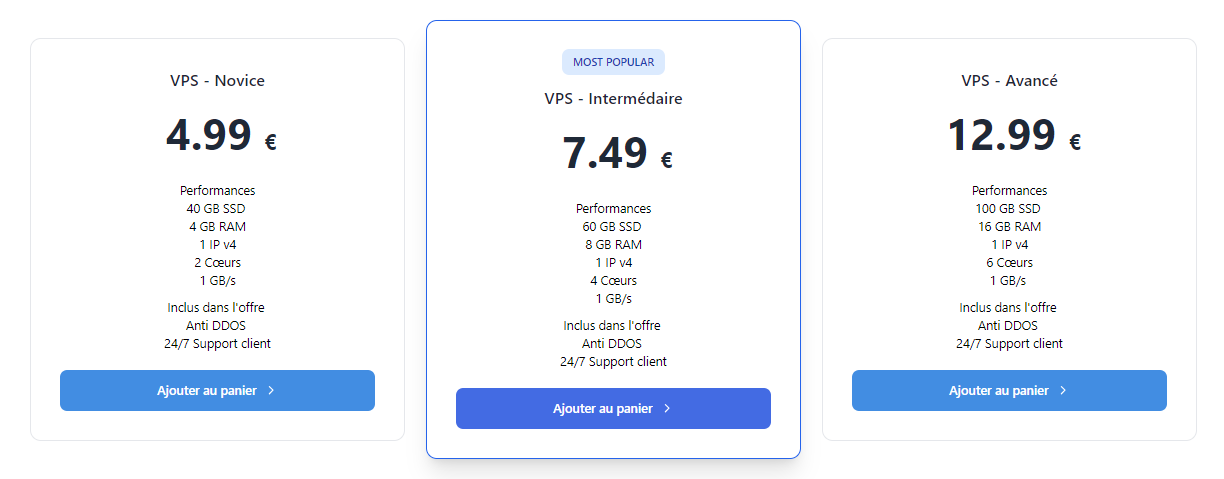 VPS - Novice
4.99 €
Performances
40 GB SSD
4 GB RAM
1 IP v4
2 Cœurs
1 GB/s
Inclus dans l'offre
Anti DDOS
24/7 Support client
Ajouter au panier
MOST POPULAR
VPS - Intermédaire
7.49 €
Performances
60 GB SSD
8 GB RAM
1 IP v4
4 Cœurs
1 GB/s
Inclus dans l'offre
Anti DDOS
24/7 Support client
Ajouter au panier
VPS - Avancé
12.99 €
Performances
100 GB SSD
16 GB RAM
1 IP v4
6 Cœurs
1 GB/s
Inclus dans l'offre
Anti DDOS
24/7 Support client
Ajouter au panier